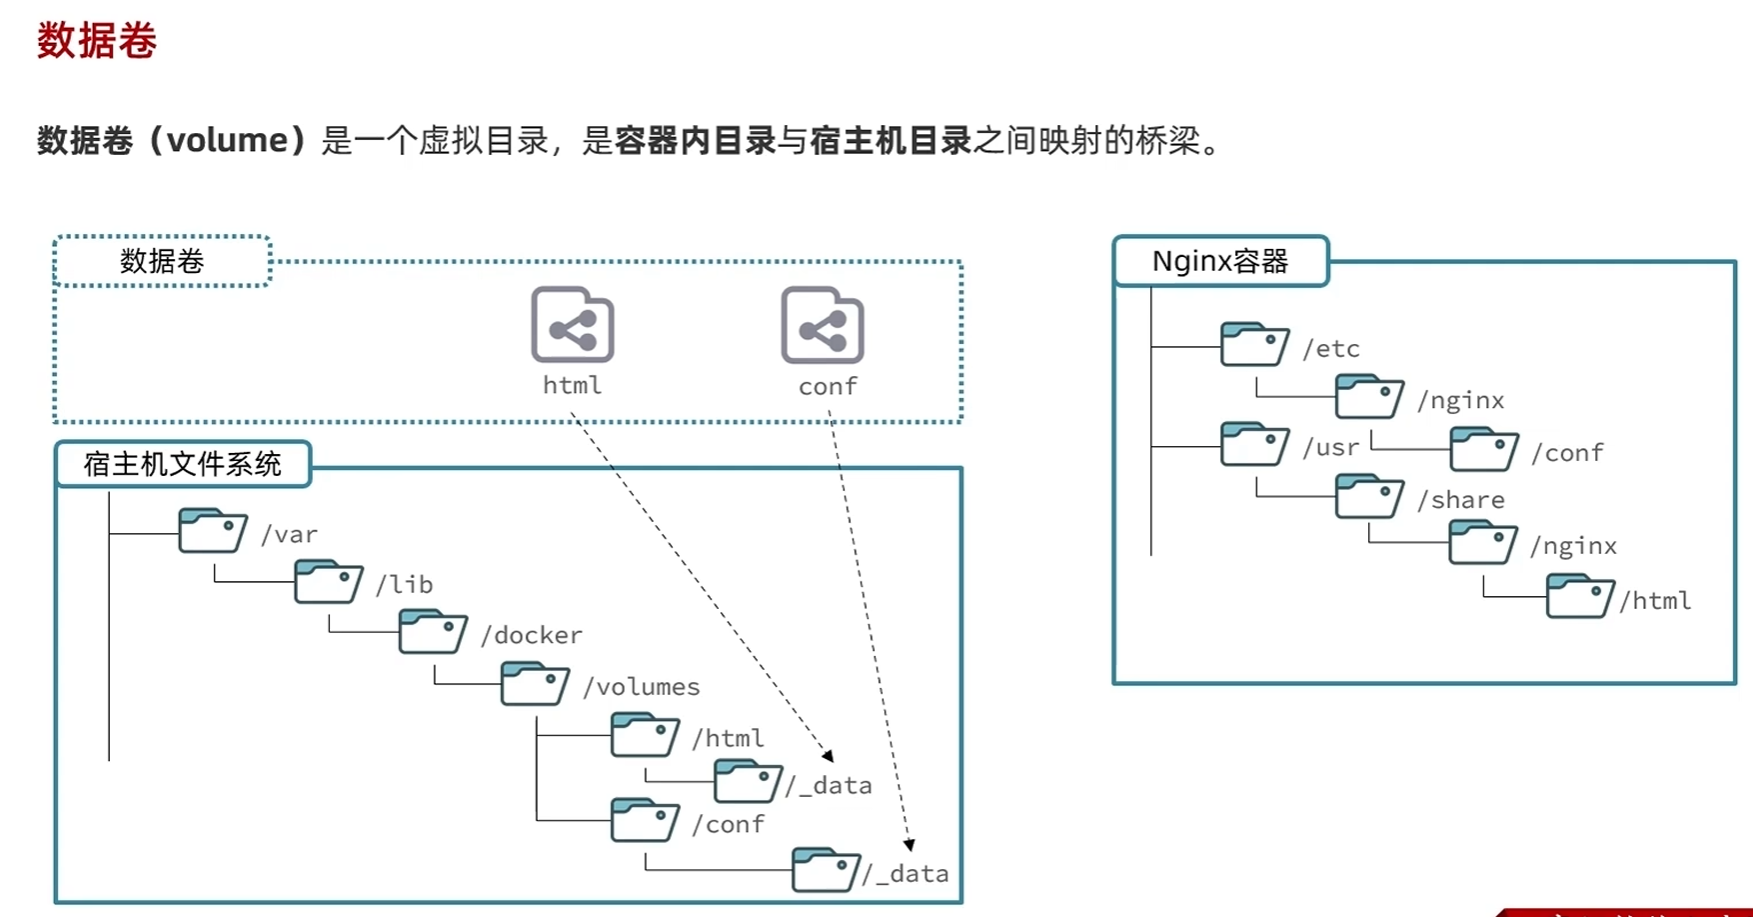 数据卷
数据卷（volume）是一个虚拟目录，是容器内目录与宿主机目录之间映射的桥梁。
数据卷
html
conf
宿主机文件系统
/var
/lib
/docker
/volumes
/html
/_data
/conf
/_data
Nginx容器
/etc
/nginx
/conf
/usr
/share
/nginx
/html